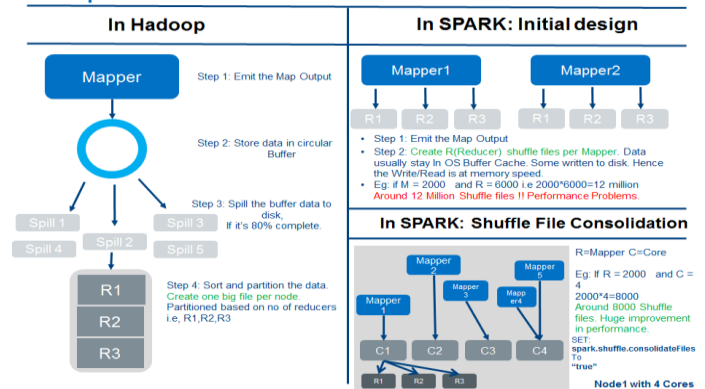 In Hadoop
Mapper
Step 1: Emit the Map Output
Step 2: Store data in circular
Buffer
Step 3: Spill the buffer data to
disk,
If it's 80% complete.
Spill 1
Spill 3
Spill 2
Spill 4
Spill 5
Step 4: Sort and partition the data.
Create one big file per node.
Partitioned based on no of reducers
i.e, R1,R2,R3
R1
R2
R3
In SPARK: Initial design
Mapper1
Mapper2
R1
R2
R3
R1
R2
R3
• Step 1: Emit the Map Output
• Step 2: Create R(Reducer) shuffle files per Mapper. Data
usually stay In OS Buffer Cache. Some written to disk. Hence
the Write/Read is at memory speed.
• Eg: if M = 2000 and R = 6000 i.e 2000*6000=12 million
Around 12 Million Shuffle files !! Performance Problems.
In SPARK: Shuffle File Consolidation
Mapper
1
Mapper
2
Mapper
3
Mapp
er4
Mapper
5
C1
C2
C3
C4
R1
R2
R3
R=Mapper C=Core
Eg: If R = 2000 and C =
4
2000*4=8000
Around 8000 Shuffle
files. Huge improvement
in performance.
SET:
spark.shuffle.consolidateFiles
To
"true"
Node1 with 4 Cores